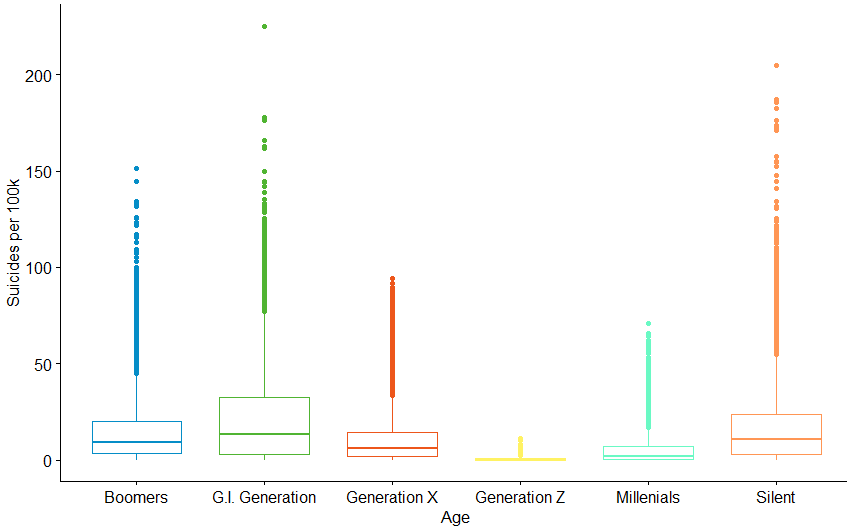 Suicides per 100k
200
150
100
50
0
Boomers G.I. Generation Generation X Generation Z Millenials Silent
Age